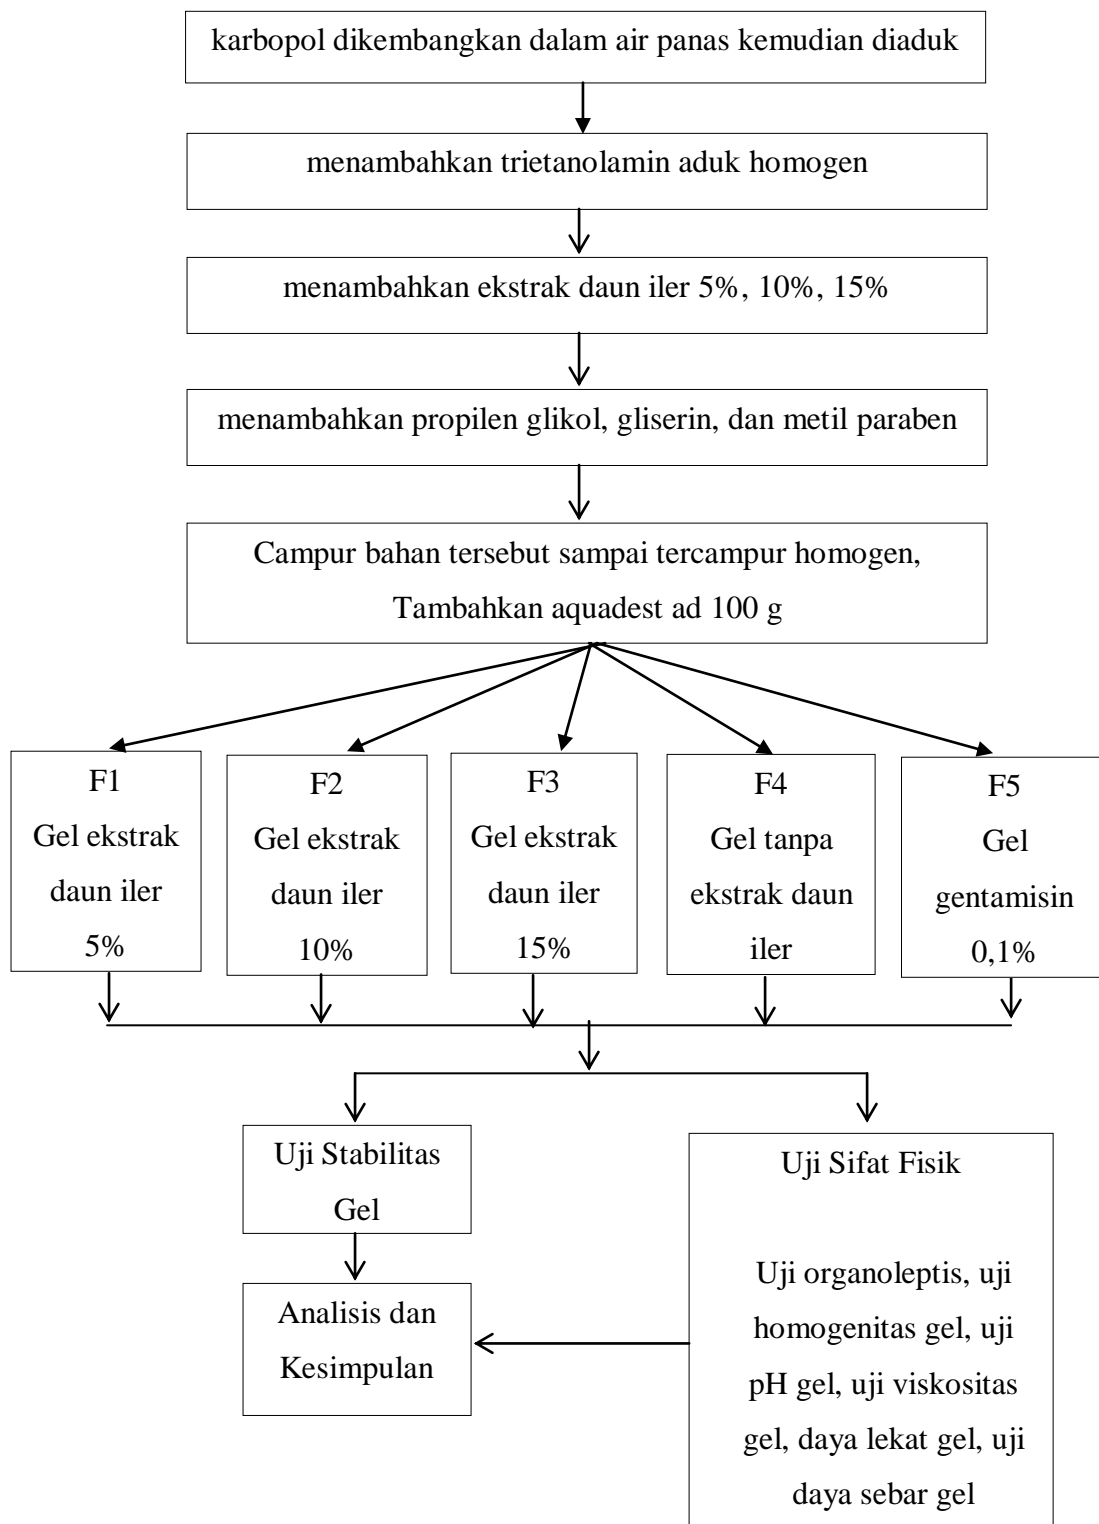 karbopol dikembangkan dalam air panas kemudian diaduk
menambahkan trietanolamin aduk homogen
menambahkan ekstrak daun iler 5%, 10%, 15%
menambahkan propilen glikol, gliserin, dan metil paraben
Campur bahan tersebut sampai tercampur homogen,
Tambahkan aquadest ad 100 g
F1
Gel ekstrak
daun iler
5%
F2
Gel ekstrak
daun iler
10%
F3
Gel ekstrak
daun iler
15%
F4
Gel tanpa
ekstrak daun
iler
F5
Gel
gentamisin
0,1%
Uji Stabilitas
Gel
Analisis dan
Kesimpulan
Uji Sifat Fisik
Uji organoleptis, uji
homogenitas gel, uji
pH gel, uji viskositas
gel, daya lekat gel, uji
daya sebar gel